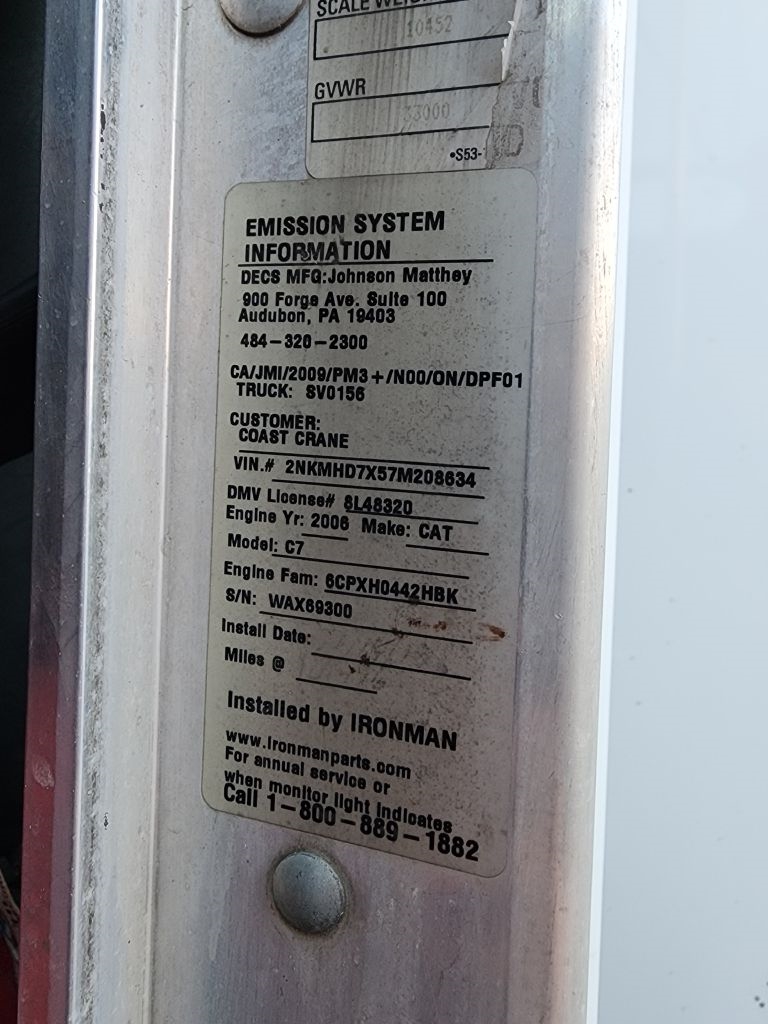 SCALE WEIGH
10452
GVWR
33000
•S53-
EMISSION SYSTEM
INFORMATION
DECS MFG:Johnson Matthey
900 Forge Ave. Suite 100
Audubon, PA 19403
484-320-2300
CA/JMI/2009/PM3+/N00/ON/DPF01
TRUCK: SV0156
CUSTOMER:
COAST CRANE
VIN.# 2NKMHD7X57M208634
DMV License# 8L48320
Engine Yr: 2006 Make: CAT
Model: C7
Engine Fam: 6CPXH0442HBK
S/N: WAX69300
Install Date:
Miles @
Installed by IRONMAN
www.ironmanparts.com
For annual service or
when monitor light indicates
Call 1-800-889-1882